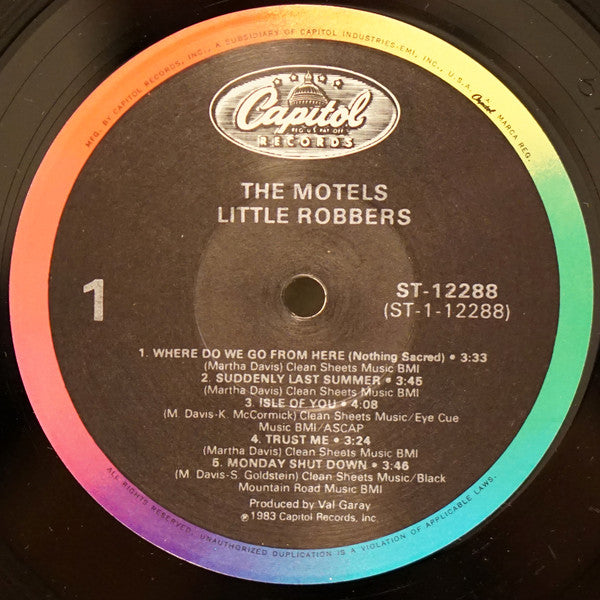 MFG. BY CAPITOL RECORDS, INC., A SUBSIDIARY OF CAPITOL INDUSTRIES-EMI, INC., U.S.A. Capitol MARCA REG.
Capitol
REG. U.S. PAT. OFF.
RECORDS
THE MOTELS
LITTLE ROBBERS
1
ST-12288
(ST-1-12288)
1. WHERE DO WE GO FROM HERE (Nothing Sacred) • 3:33
(Martha Davis) Clean Sheets Music BMI
2. SUDDENLY LAST SUMMER • 3:45
(Martha Davis) Clean Sheets Music BMI
3. ISLE OF YOU • 4:08
(M. Davis-K. McCormick) Clean Sheets Music/Eye Cue
Music BMI/ASCAP
4. TRUST ME • 3:24
(Martha Davis) Clean Sheets Music BMI
5. MONDAY SHUT DOWN • 3:46
(M. Davis-S. Goldstein) Clean Sheets Music/Black
Mountain Road Music BMI
Produced by Val Garay
℗1983 Capitol Records, Inc.
ALL RIGHTS RESERVED. UNAUTHORIZED DUPLICATION IS A VIOLATION OF APPLICABLE LAWS.